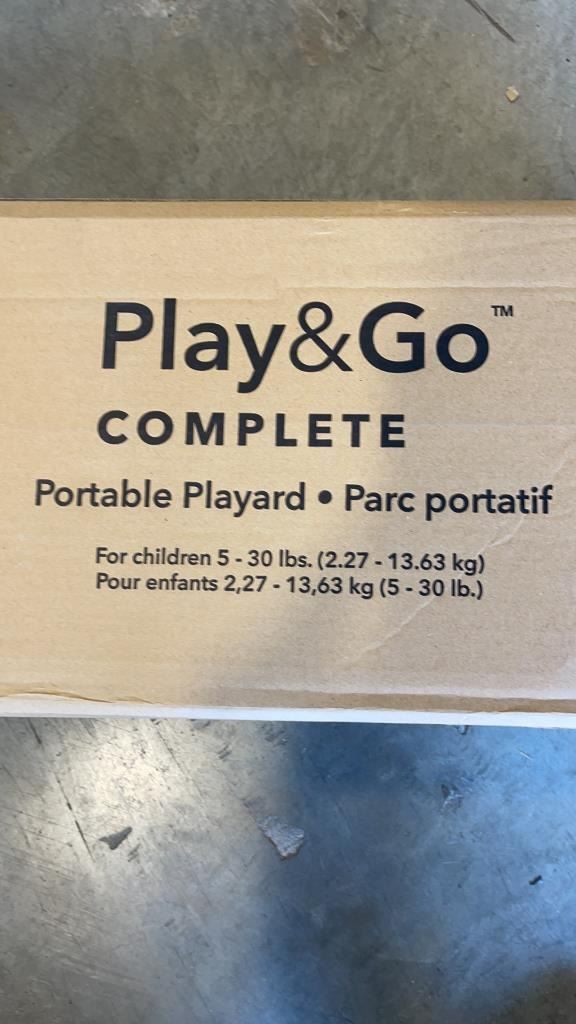 Play&Go™
COMPLETE
Portable Playard • Parc portatif
For children 5 - 30 lbs. (2.27 - 13.63 kg)
Pour enfants 2,27 - 13,63 kg (5 - 30 lb.)